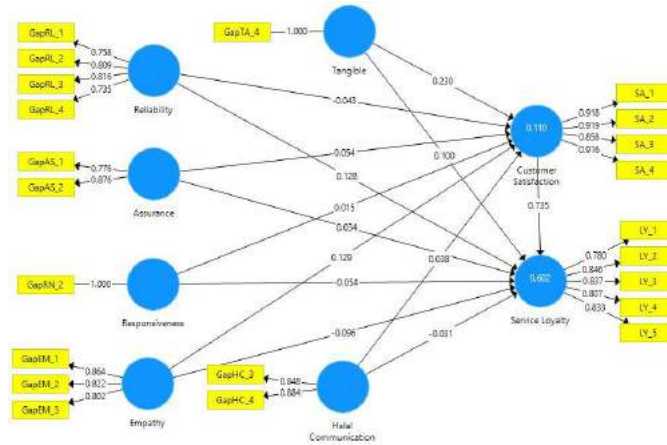 GapRL_1
GapRL_2
GapRL_3
GapRL_4
0.758
0.809
0.816
0.735
Reliability
GapTA_4
1.000
Tangible
0.230
-0.043
SA_1
SA_2
SA_3
SA_4
0.918
0.919
0.858
0.916
0.110
Customer
Satisfaction
GapAS_1
GapAS_2
0.776
0.876
Assurance
-0.054
0.128
0.100
0.015
0.034
0.735
GapRN_2
1.000
Responsiveness
0.129
0.038
-0.054
LY_1
LY_2
LY_3
LY_4
LY_5
0.780
0.846
0.837
0.807
0.602
Service Loyalty
GapEM_1
GapEM_2
GapEM_3
0.864
0.822
Empathy
-0.096
-0.031
GapHC_3
GapHC_4
0.848
0.884
Halal
Communication